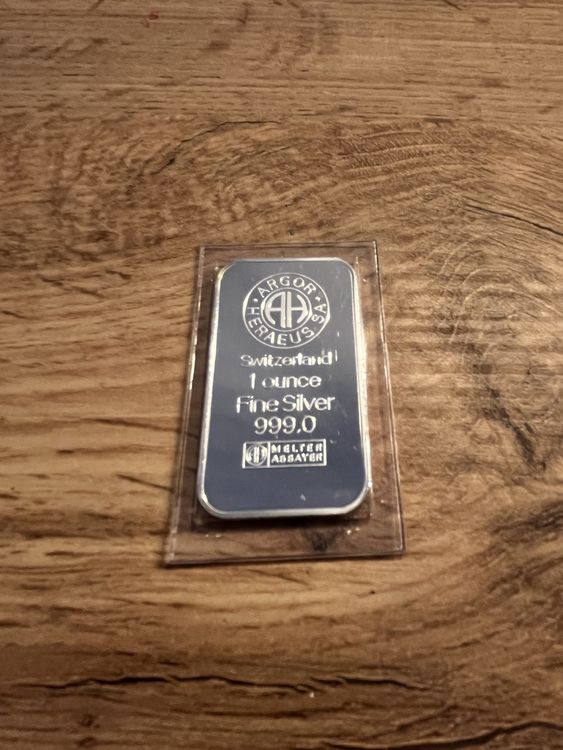 ARGOR
HERAEUS SA
AH
Switzerland
1 ounce
Fine Silver
999.0
MELTER
ASSAYER